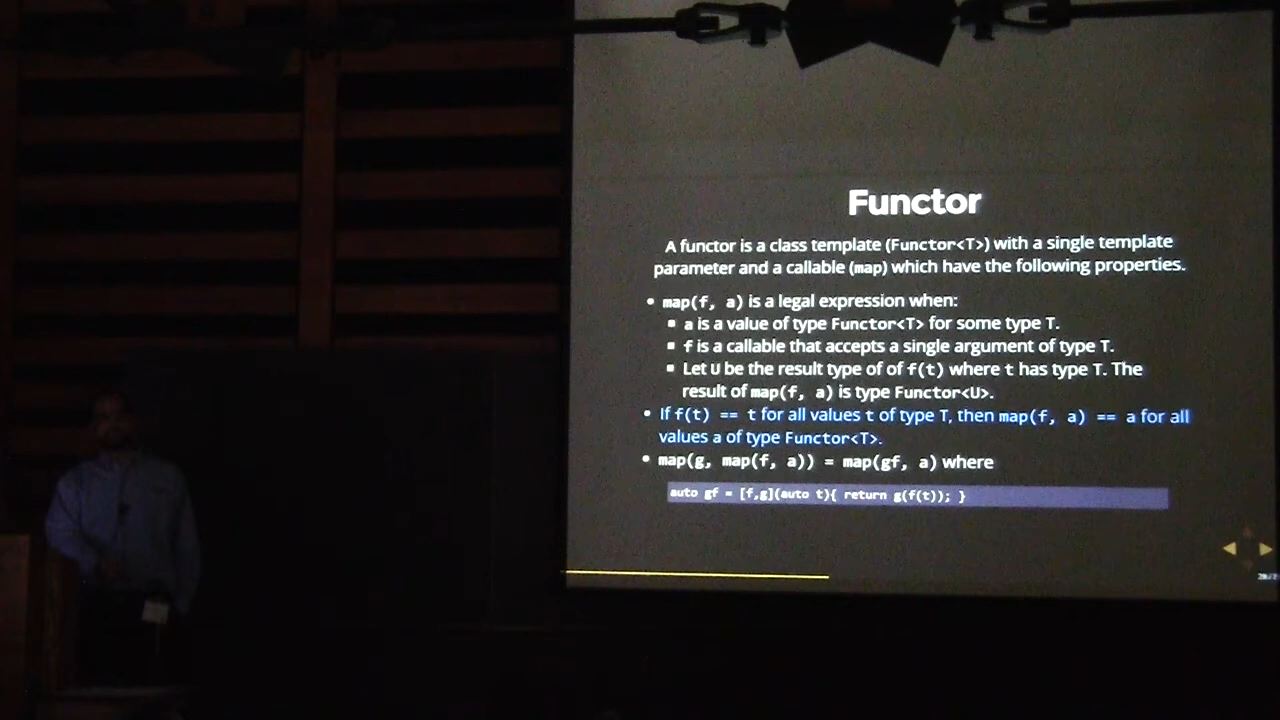 Functor
A functor is a class template (Functor<T>) with a single template
parameter and a callable (map) which have the following properties.
• map(f, a) is a legal expression when:
▪ a is a value of type Functor<T> for some type T.
▪ f is a callable that accepts a single argument of type T.
▪ Let U be the result type of of f(t) where t has type T. The
result of map(f, a) is type Functor<U>.
• If f(t) == t for all values t of type T, then map(f, a) == a for all
values a of type Functor<T>.
• map(g, map(f, a)) = map(gf, a) where
auto gf = [f,g](auto t){ return g(f(t)); }